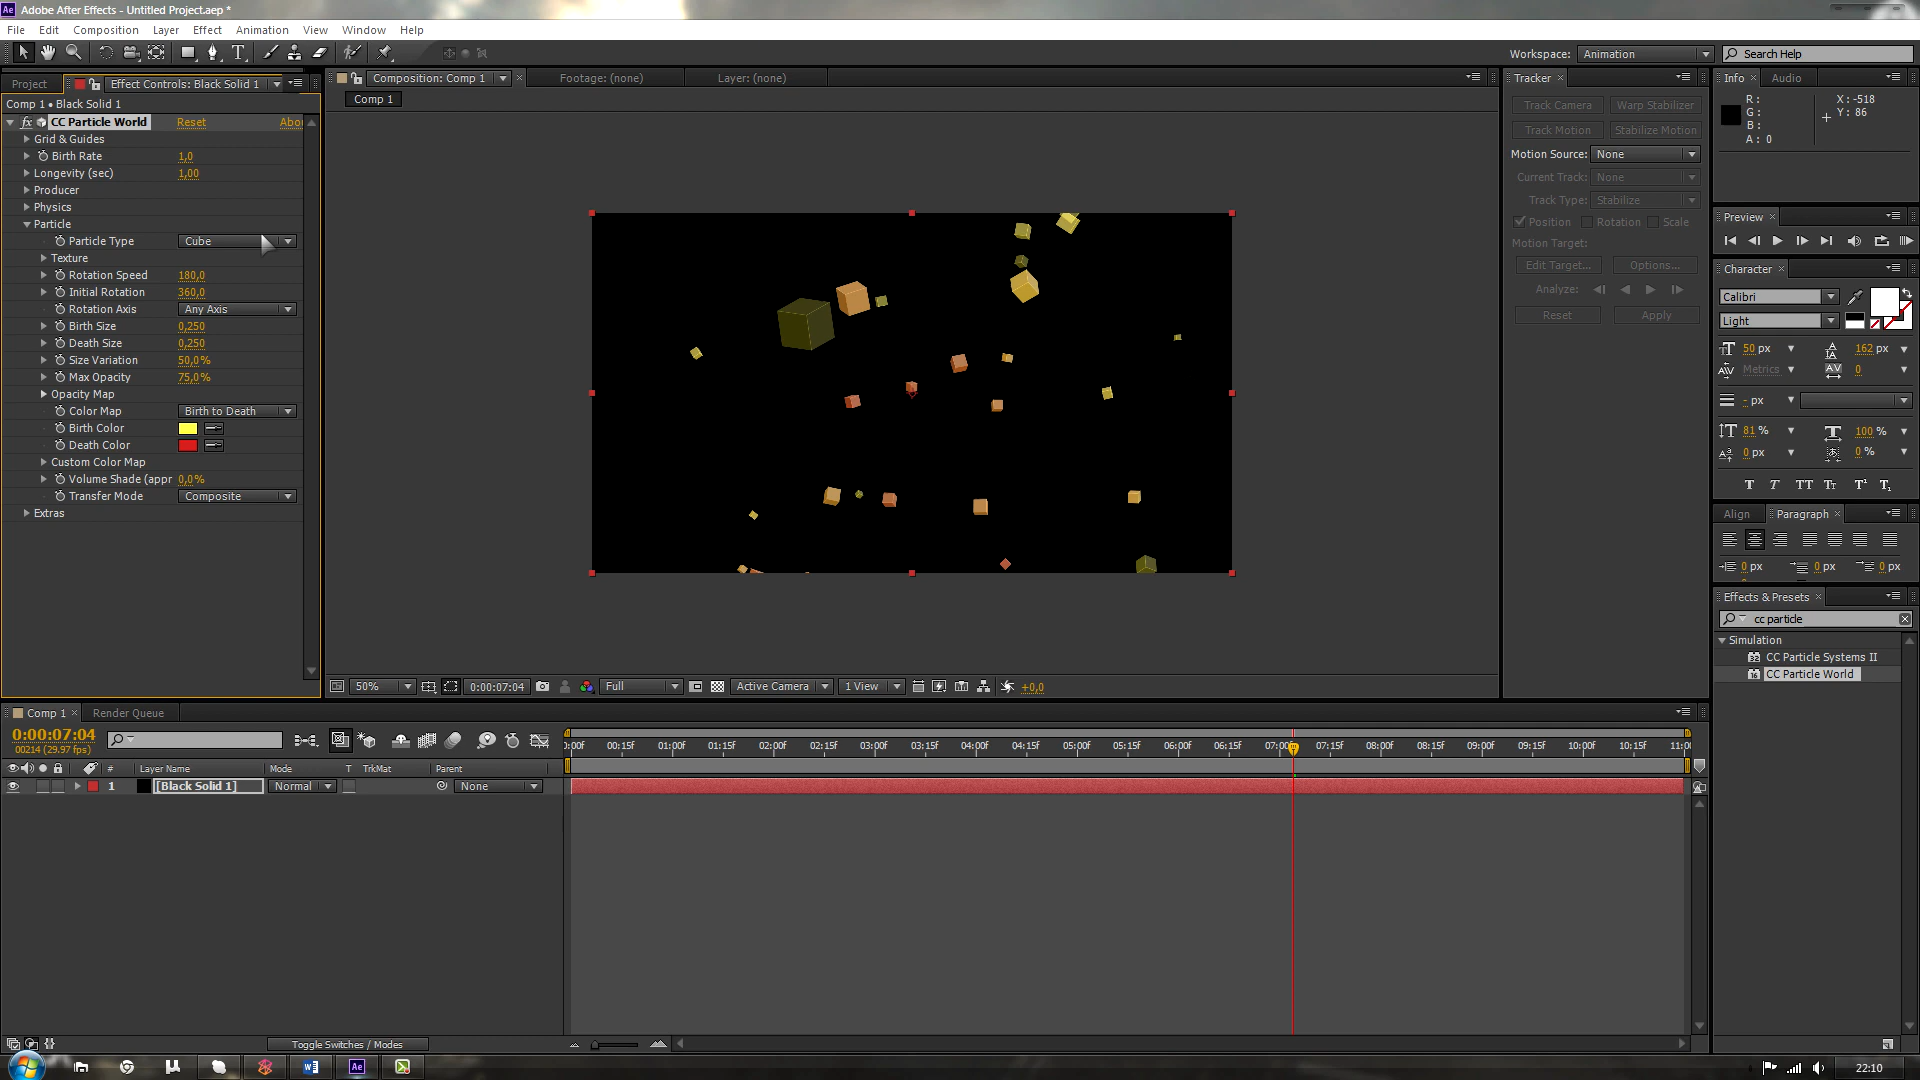 Adobe After Effects - Untitled Project.aep *
File Edit Composition Layer Effect Animation View Window Help
Workspace: Animation Search Help
Project Effect Controls: Black Solid 1
Comp 1 • Black Solid 1
fx CC Particle World Reset Abou
Grid & Guides
Birth Rate 1,0
Longevity (sec) 1,00
Producer
Physics
Particle
Particle Type Cube
Texture
Rotation Speed 180,0
Initial Rotation 360,0
Rotation Axis Any Axis
Birth Size 0,250
Death Size 0,250
Size Variation 50,0%
Max Opacity 75,0%
Opacity Map
Color Map Birth to Death
Birth Color
Death Color
Custom Color Map
Volume Shade (appr 0,0%
Transfer Mode Composite
Extras
Composition: Comp 1 Footage: (none) Layer: (none)
Comp 1
50% 0:00:07:04 Full Active Camera 1 View +0,0
Tracker
Track Camera Warp Stabilizer
Track Motion Stabilize Motion
Motion Source: None
Current Track: None
Track Type: Stabilize
Position Rotation Scale
Motion Target:
Edit Target... Options...
Analyze:
Reset Apply
Info Audio
R: X: -518
G: Y: 86
B:
A: 0
Preview
Character
Calibri
Light
50 px 162 px
Metrics 0
- px
81 % 100 %
0 px 0 %
T T TT Tt T¹ T₁
Align Paragraph
0 px 0 px 0 px
Effects & Presets
cc particle
Simulation
32 CC Particle Systems II
16 CC Particle World
Comp 1 Render Queue
0:00:07:04
00214 (29.97 fps)
0:00f 00:15f 01:00f 01:15f 02:00f 02:15f 03:00f 03:15f 04:00f 04:15f 05:00f 05:15f 06:00f 06:15f 07:00f 07:15f 08:00f 08:15f 09:00f 09:15f 10:00f 10:15f 11:00
# Layer Name Mode T TrkMat Parent
1 [Black Solid 1] Normal None
Toggle Switches / Modes
Ae
22:10